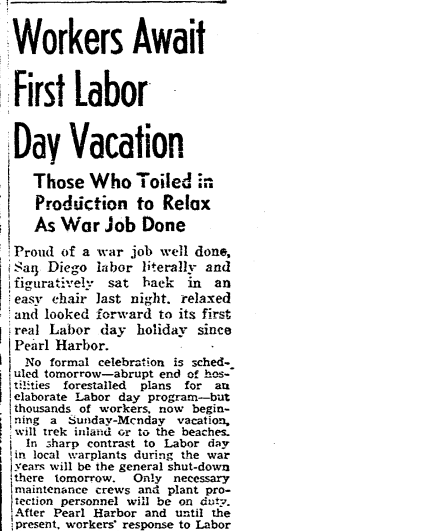 Workers Await
First Labor
Day Vacation
Those Who Toiled in
Production to Relax
As War Job Done
Proud of a war job well done,
San Diego labor literally and
figuratively sat back in an
easy chair last night, relaxed
and looked forward to its first
real Labor day holiday since
Pearl Harbor.
No formal celebration is sched-
uled tomorrow—abrupt end of hos-
tilities forestalled plans for an
elaborate Labor day program—but
thousands of workers, now begin-
ning a Sunday-Monday vacation,
will trek inland or to the beaches.
In sharp contrast to Labor day
in local warplants during the war
years will be the general shut-down
there tomorrow. Only necessary
maintenance crews and plant pro-
tection personnel will be on duty.
After Pearl Harbor and until the
present, workers' response to Labor